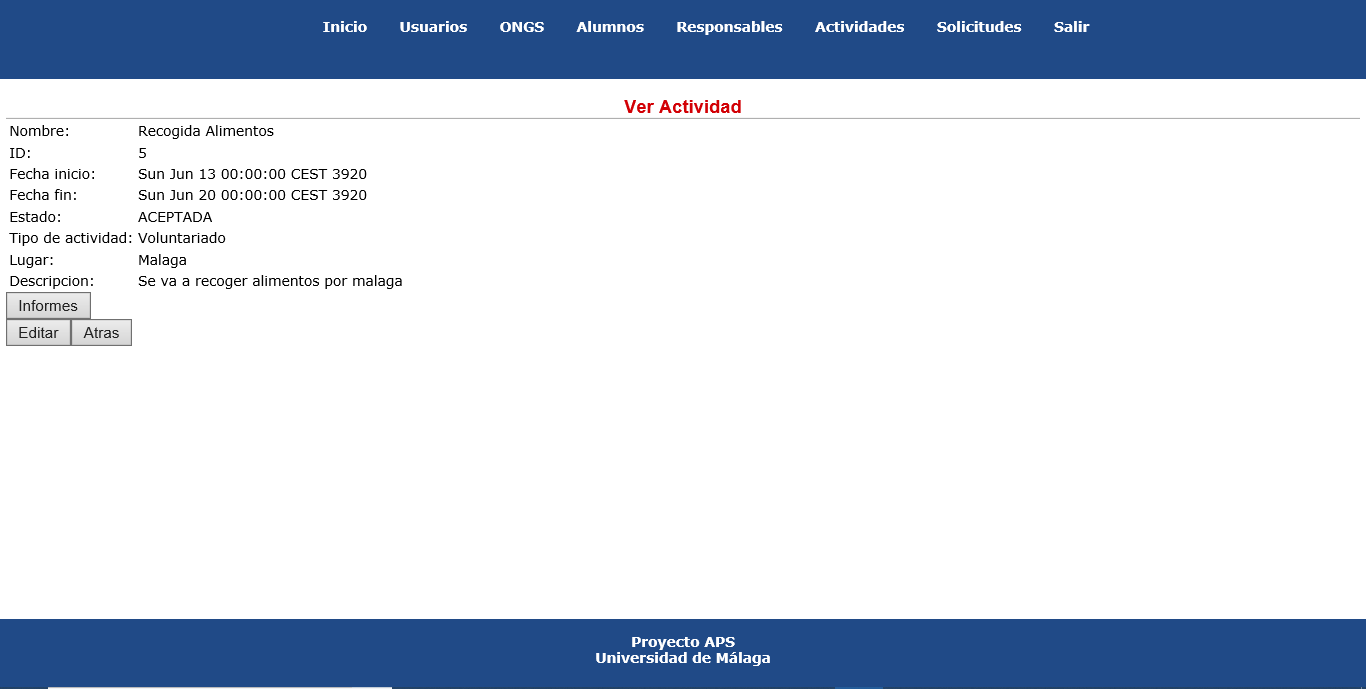 Inicio Usuarios ONGS Alumnos Responsables Actividades Solicitudes Salir
Ver Actividad
Nombre: Recogida Alimentos
ID: 5
Fecha inicio: Sun Jun 13 00:00:00 CEST 3920
Fecha fin: Sun Jun 20 00:00:00 CEST 3920
Estado: ACEPTADA
Tipo de actividad: Voluntariado
Lugar: Malaga
Descripcion: Se va a recoger alimentos por malaga
Informes
Editar Atras
Proyecto APS
Universidad de Málaga